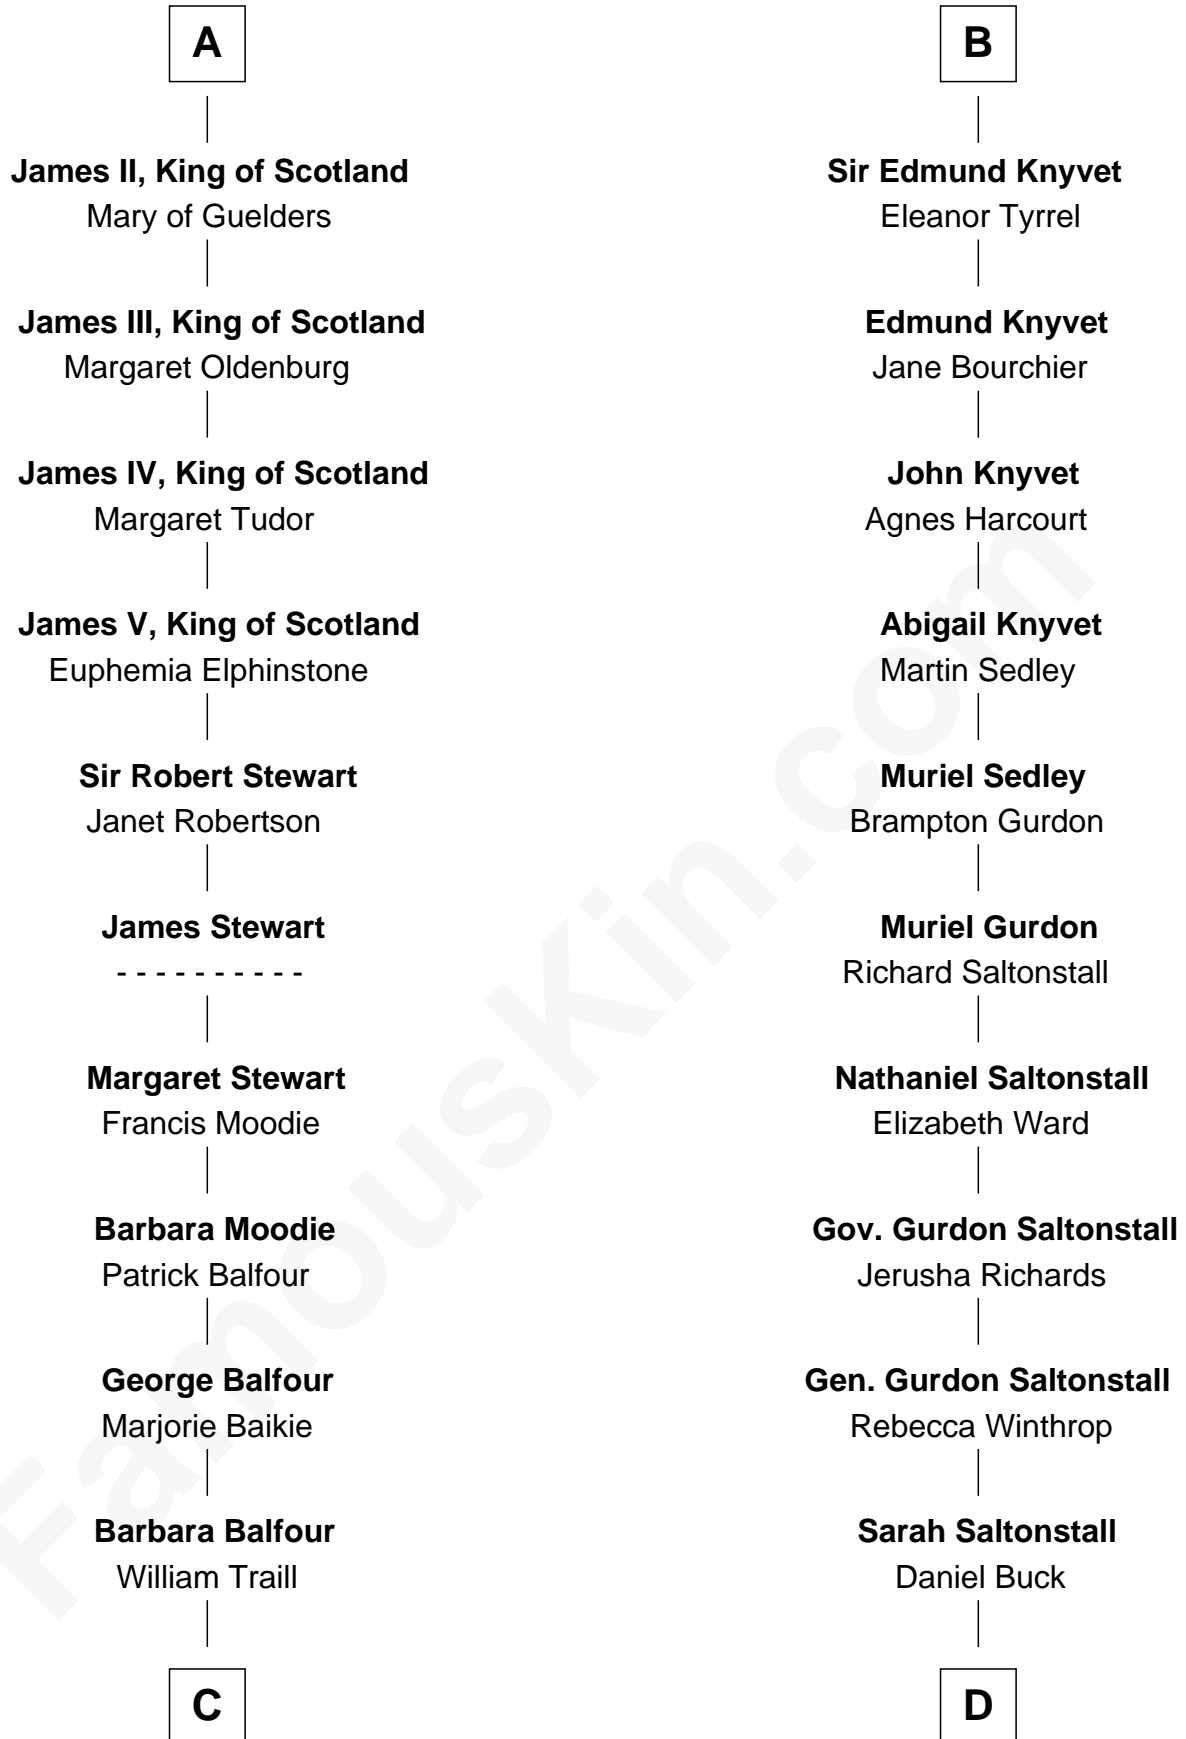 A
James II, King of Scotland
Mary of Guelders
James III, King of Scotland
Margaret Oldenburg
James IV, King of Scotland
Margaret Tudor
James V, King of Scotland
Euphemia Elphinstone
Sir Robert Stewart
Janet Robertson
James Stewart
- - - - - - - - - -
Margaret Stewart
Francis Moodie
Barbara Moodie
Patrick Balfour
George Balfour
Marjorie Baikie
Barbara Balfour
William Traill
C
B
Sir Edmund Knyvet
Eleanor Tyrrel
Edmund Knyvet
Jane Bourchier
John Knyvet
Agnes Harcourt
Abigail Knyvet
Martin Sedley
Muriel Sedley
Brampton Gurdon
Muriel Gurdon
Richard Saltonstall
Nathaniel Saltonstall
Elizabeth Ward
Gov. Gurdon Saltonstall
Jerusha Richards
Gen. Gurdon Saltonstall
Rebecca Winthrop
Sarah Saltonstall
Daniel Buck
D
FamousKin.com